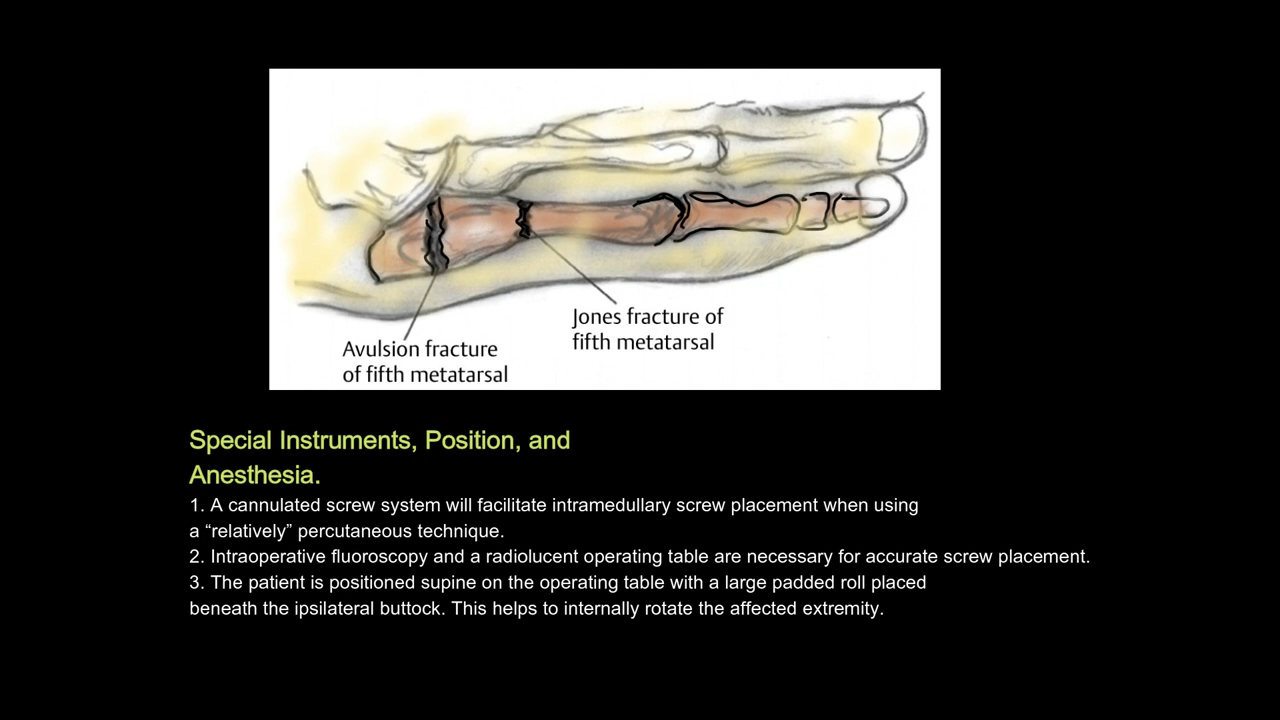 Avulsion fracture
of fifth metatarsal
Jones fracture of
fifth metatarsal
Special Instruments, Position, and
Anesthesia.
1. A cannulated screw system will facilitate intramedullary screw placement when using
a “relatively” percutaneous technique.
2. Intraoperative fluoroscopy and a radiolucent operating table are necessary for accurate screw placement.
3. The patient is positioned supine on the operating table with a large padded roll placed
beneath the ipsilateral buttock. This helps to internally rotate the affected extremity.